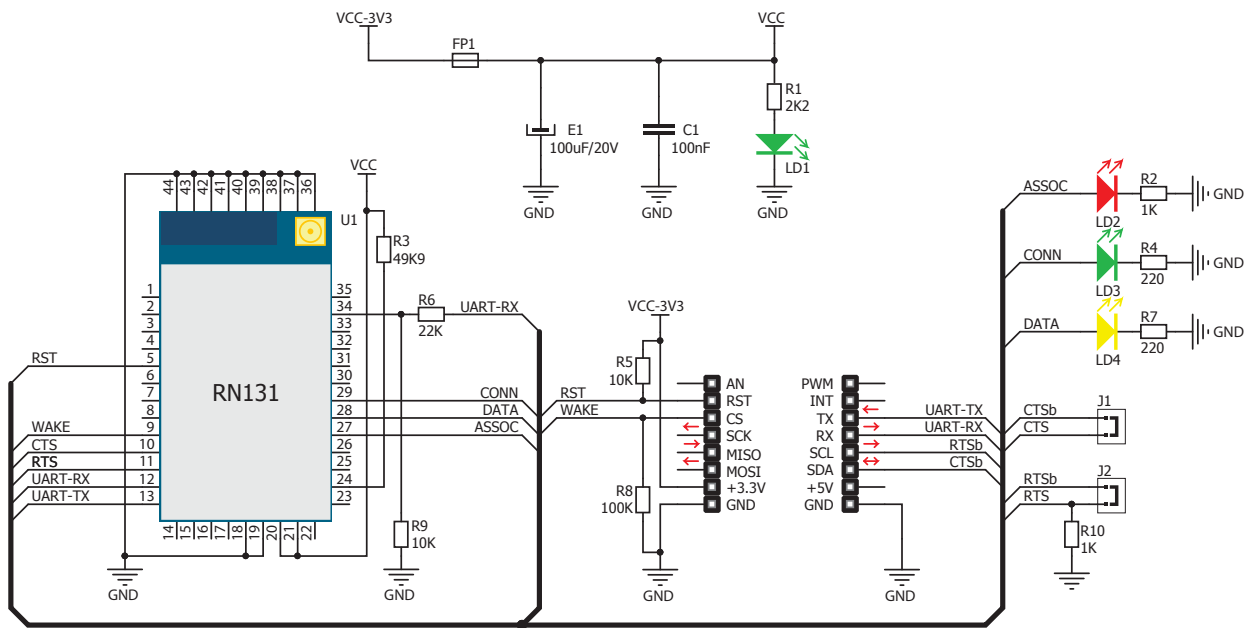 VCC-3V3
FP1
VCC
R1
2K2
E1
100uF/20V
C1
100nF
LD1
GND
GND
GND
VCC
44 43 42 41 40 39 38 37 36
U1
R3
49K9
1
2
3
4
5
6
7
8
9
10
11
12
13
35
34
33
32
31
30
29
28
27
26
25
24
23
RN131
14 15 16 17 18 19 20 21 22
RST
WAKE
CTS
RTS
UART-RX
UART-TX
R6
22K
UART-RX
CONN
DATA
ASSOC
R9
10K
GND
GND
VCC-3V3
R5
10K
RST
WAKE
R8
100K
GND
AN
RST
CS
SCK
MISO
MOSI
+3.3V
GND
PWM
INT
TX
RX
SCL
SDA
+5V
GND
UART-TX
UART-RX
RTSb
CTSb
GND
ASSOC
LD2
R2
1K
GND
CONN
LD3
R4
220
GND
DATA
LD4
R7
220
GND
CTSb
CTS
J1
RTSb
RTS
J2
R10
1K